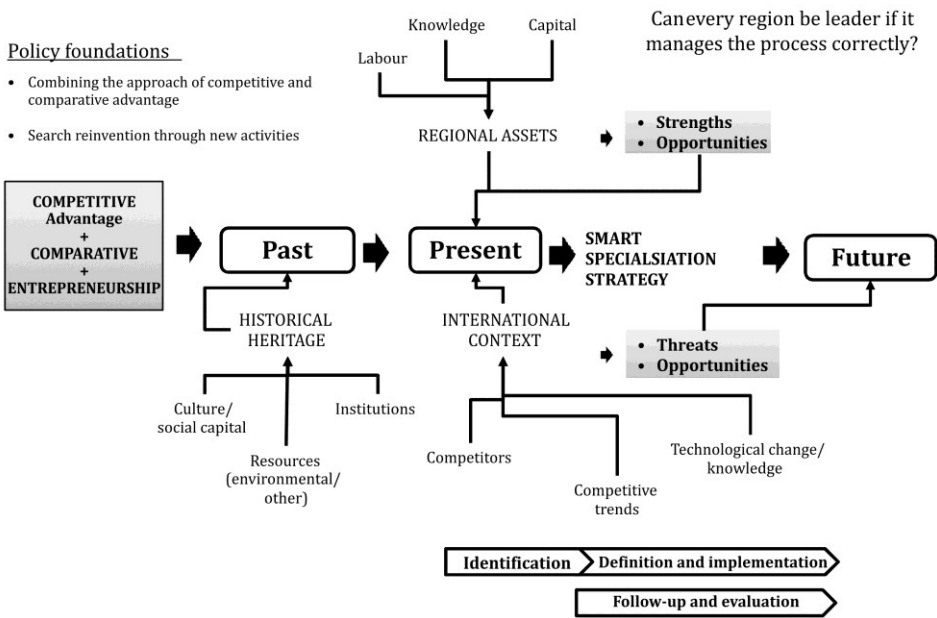 Policy foundations
• Combining the approach of competitive and
comparative advantage
• Search reinvention through new activities
Knowledge
Capital
Labour
Canevery region be leader if it
manages the process correctly?
REGIONAL ASSETS
• Strengths
• Opportunities
COMPETITIVE
Advantage
+
COMPARATIVE
+
ENTREPRENEURSHIP
Past
Present
SMART
SPECIALSIATION
STRATEGY
Future
HISTORICAL
HERITAGE
INTERNATIONAL
CONTEXT
• Threats
• Opportunities
Culture/
social capital
Institutions
Resources
(environmental/
other)
Competitors
Competitive
trends
Technological change/
knowledge
Identification
Definition and implementation
Follow-up and evaluation